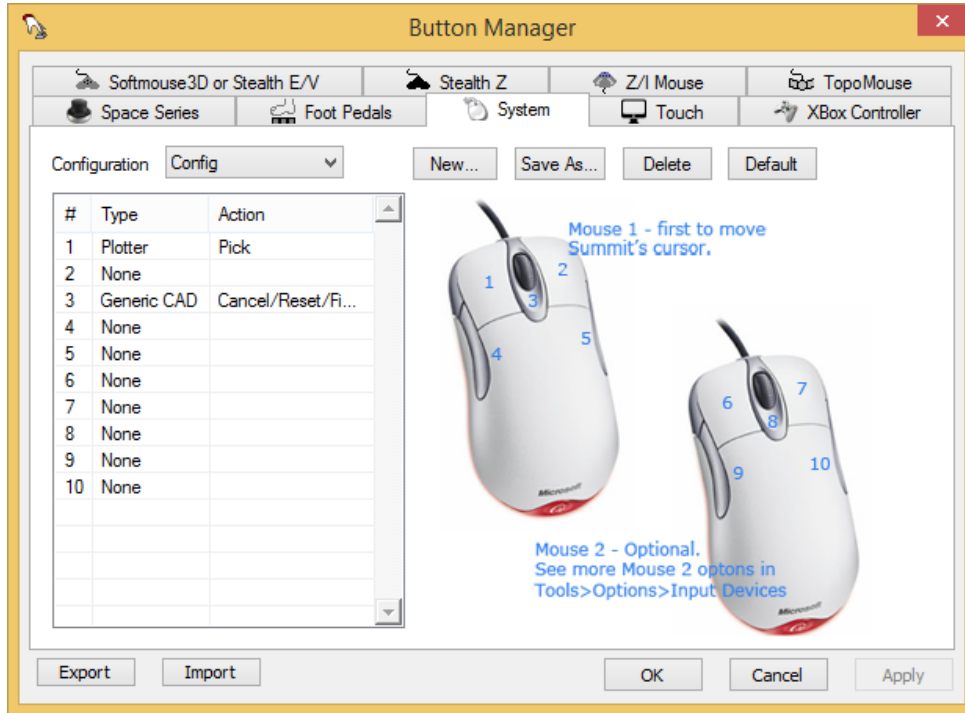 Button Manager
Softmouse3D or Stealth E/V Stealth Z Z/I Mouse TopoMouse
Space Series Foot Pedals System Touch XBox Controller
Configuration Config New... Save As... Delete Default
# Type Action
1 Plotter Pick
2 None
3 Generic CAD Cancel/Reset/Fi...
4 None
5 None
6 None
7 None
8 None
9 None
10 None
Mouse 1 - first to move
Summit's cursor.
1 2
3
4 5
Microsoft
6 7
8
9 10
Mouse 2 - Optional.
See more Mouse 2 optons in
Tools>Options>Input Devices
Microsoft
Export Import OK Cancel Apply